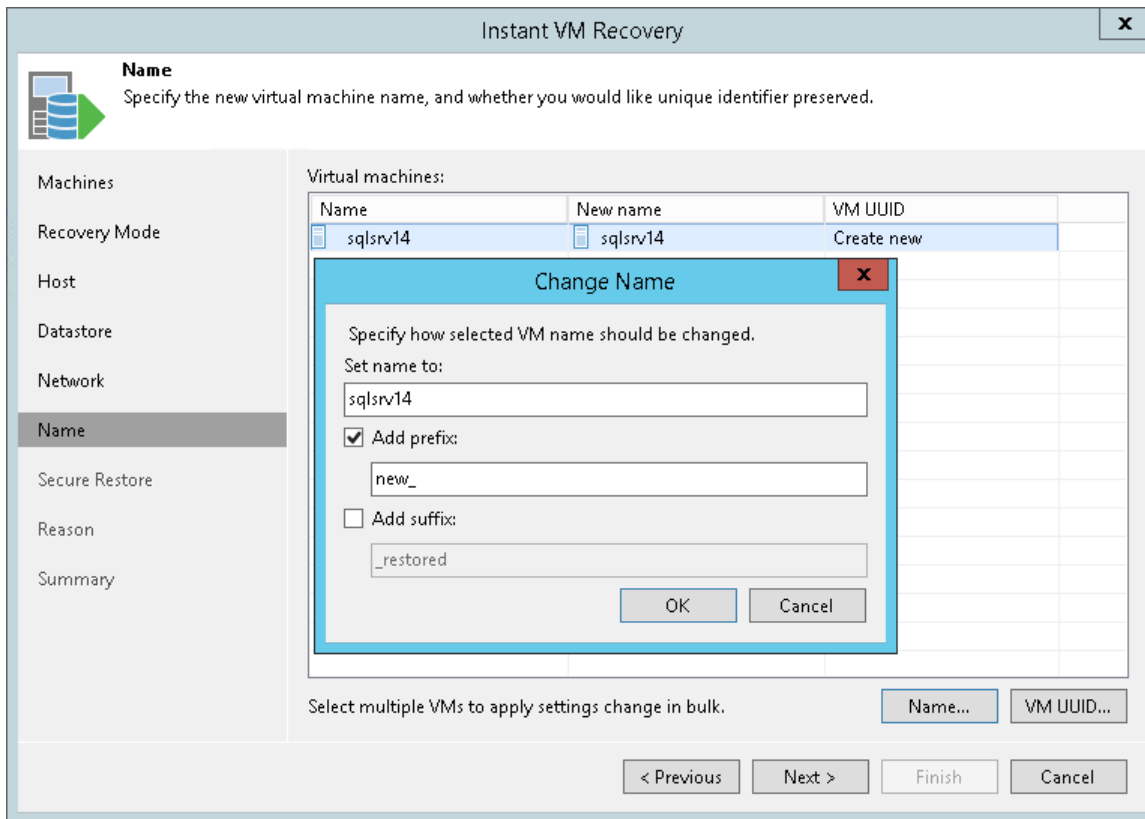 Instant VM Recovery
x
Name
Specify the new virtual machine name, and whether you would like unique identifier preserved.
Machines
Recovery Mode
Host
Datastore
Network
Name
Secure Restore
Reason
Summary
Virtual machines:
Name New name VM UUID
sqlsrv14 sqlsrv14 Create new
Change Name
x
Specify how selected VM name should be changed.
Set name to:
sqlsrv14
Add prefix:
new_
Add suffix:
_restored
OK Cancel
Select multiple VMs to apply settings change in bulk.
Name... VM UUID...
< Previous Next > Finish Cancel